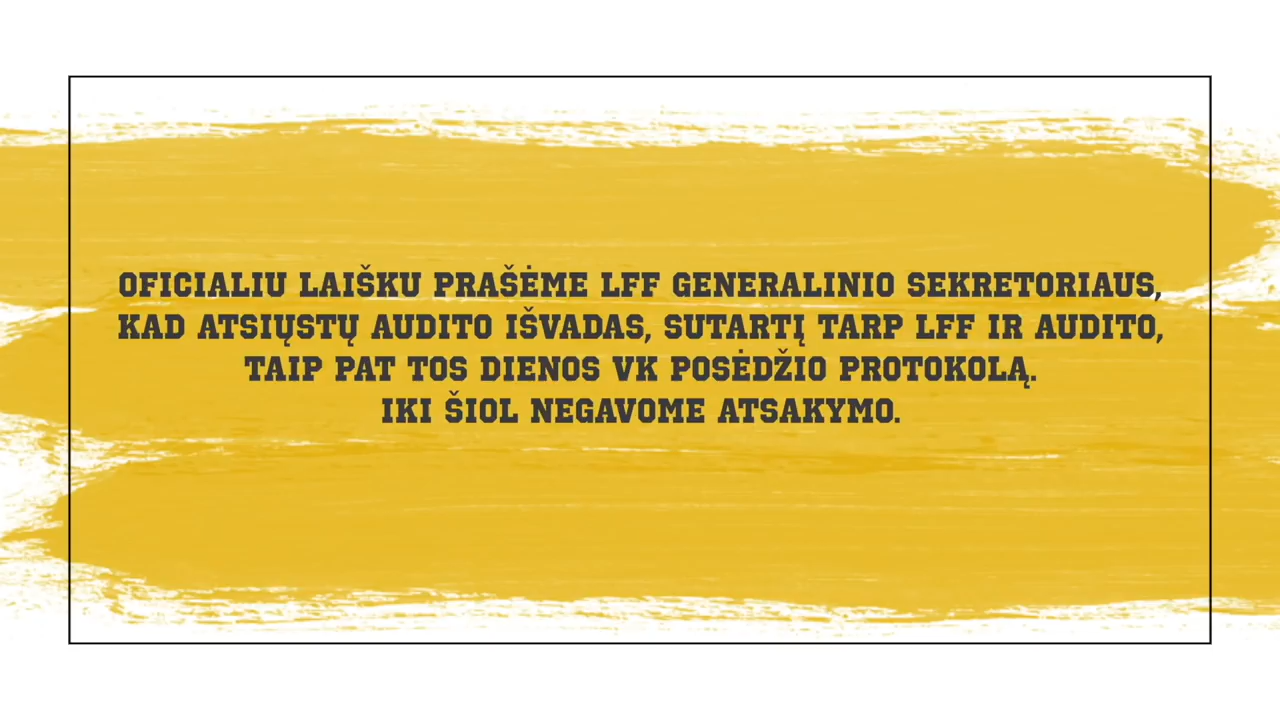 OFICIALIU LAIŠKU PRAŠĖME LFF GENERALINIO SEKRETORIAUS,
KAD ATSIŲSTŲ AUDITO IŠVADAS, SUTARTĮ TARP LFF IR AUDITO,
TAIP PAT TOS DIENOS VK POSĖDŽIO PROTOKOLĄ.
IKI ŠIOL NEGAVOME ATSAKYMO.